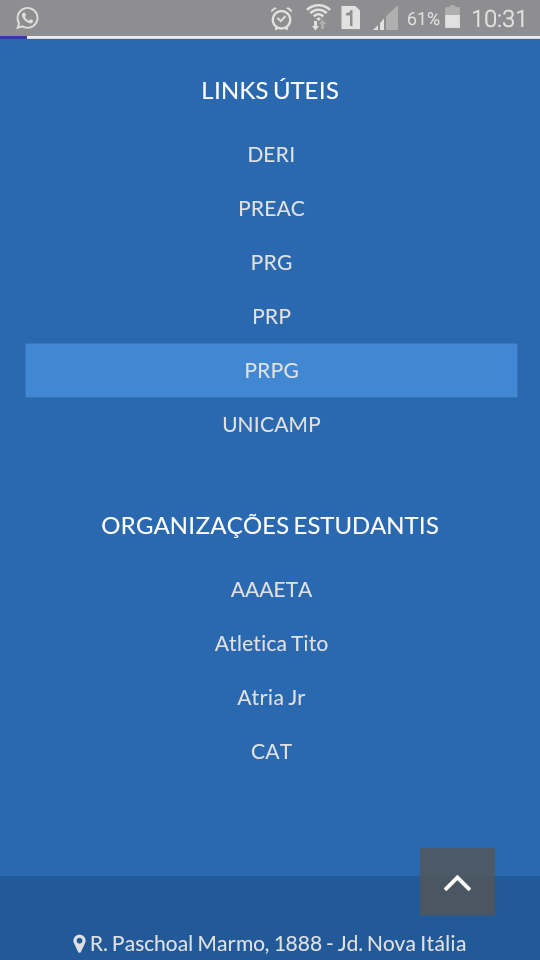 1 61% 10:31
LINKS ÚTEIS
DERI
PREAC
PRG
PRP
PRPG
UNICAMP
ORGANIZAÇÕES ESTUDANTIS
AAAETA
Atletica Tito
Atria Jr
CAT
R. Paschoal Marmo, 1888 - Jd. Nova Itália